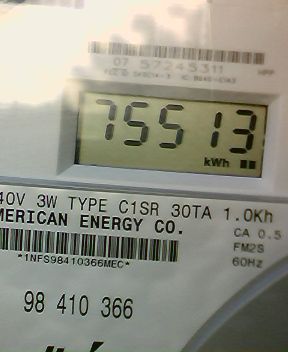 07 57245311
75513
kWh
40V 3W TYPE C1SR 30TA 1.0Kh
MERICAN ENERGY CO.
CA 0.5
FM2S
60Hz
*1NFS98410366MEC*
98 410 366